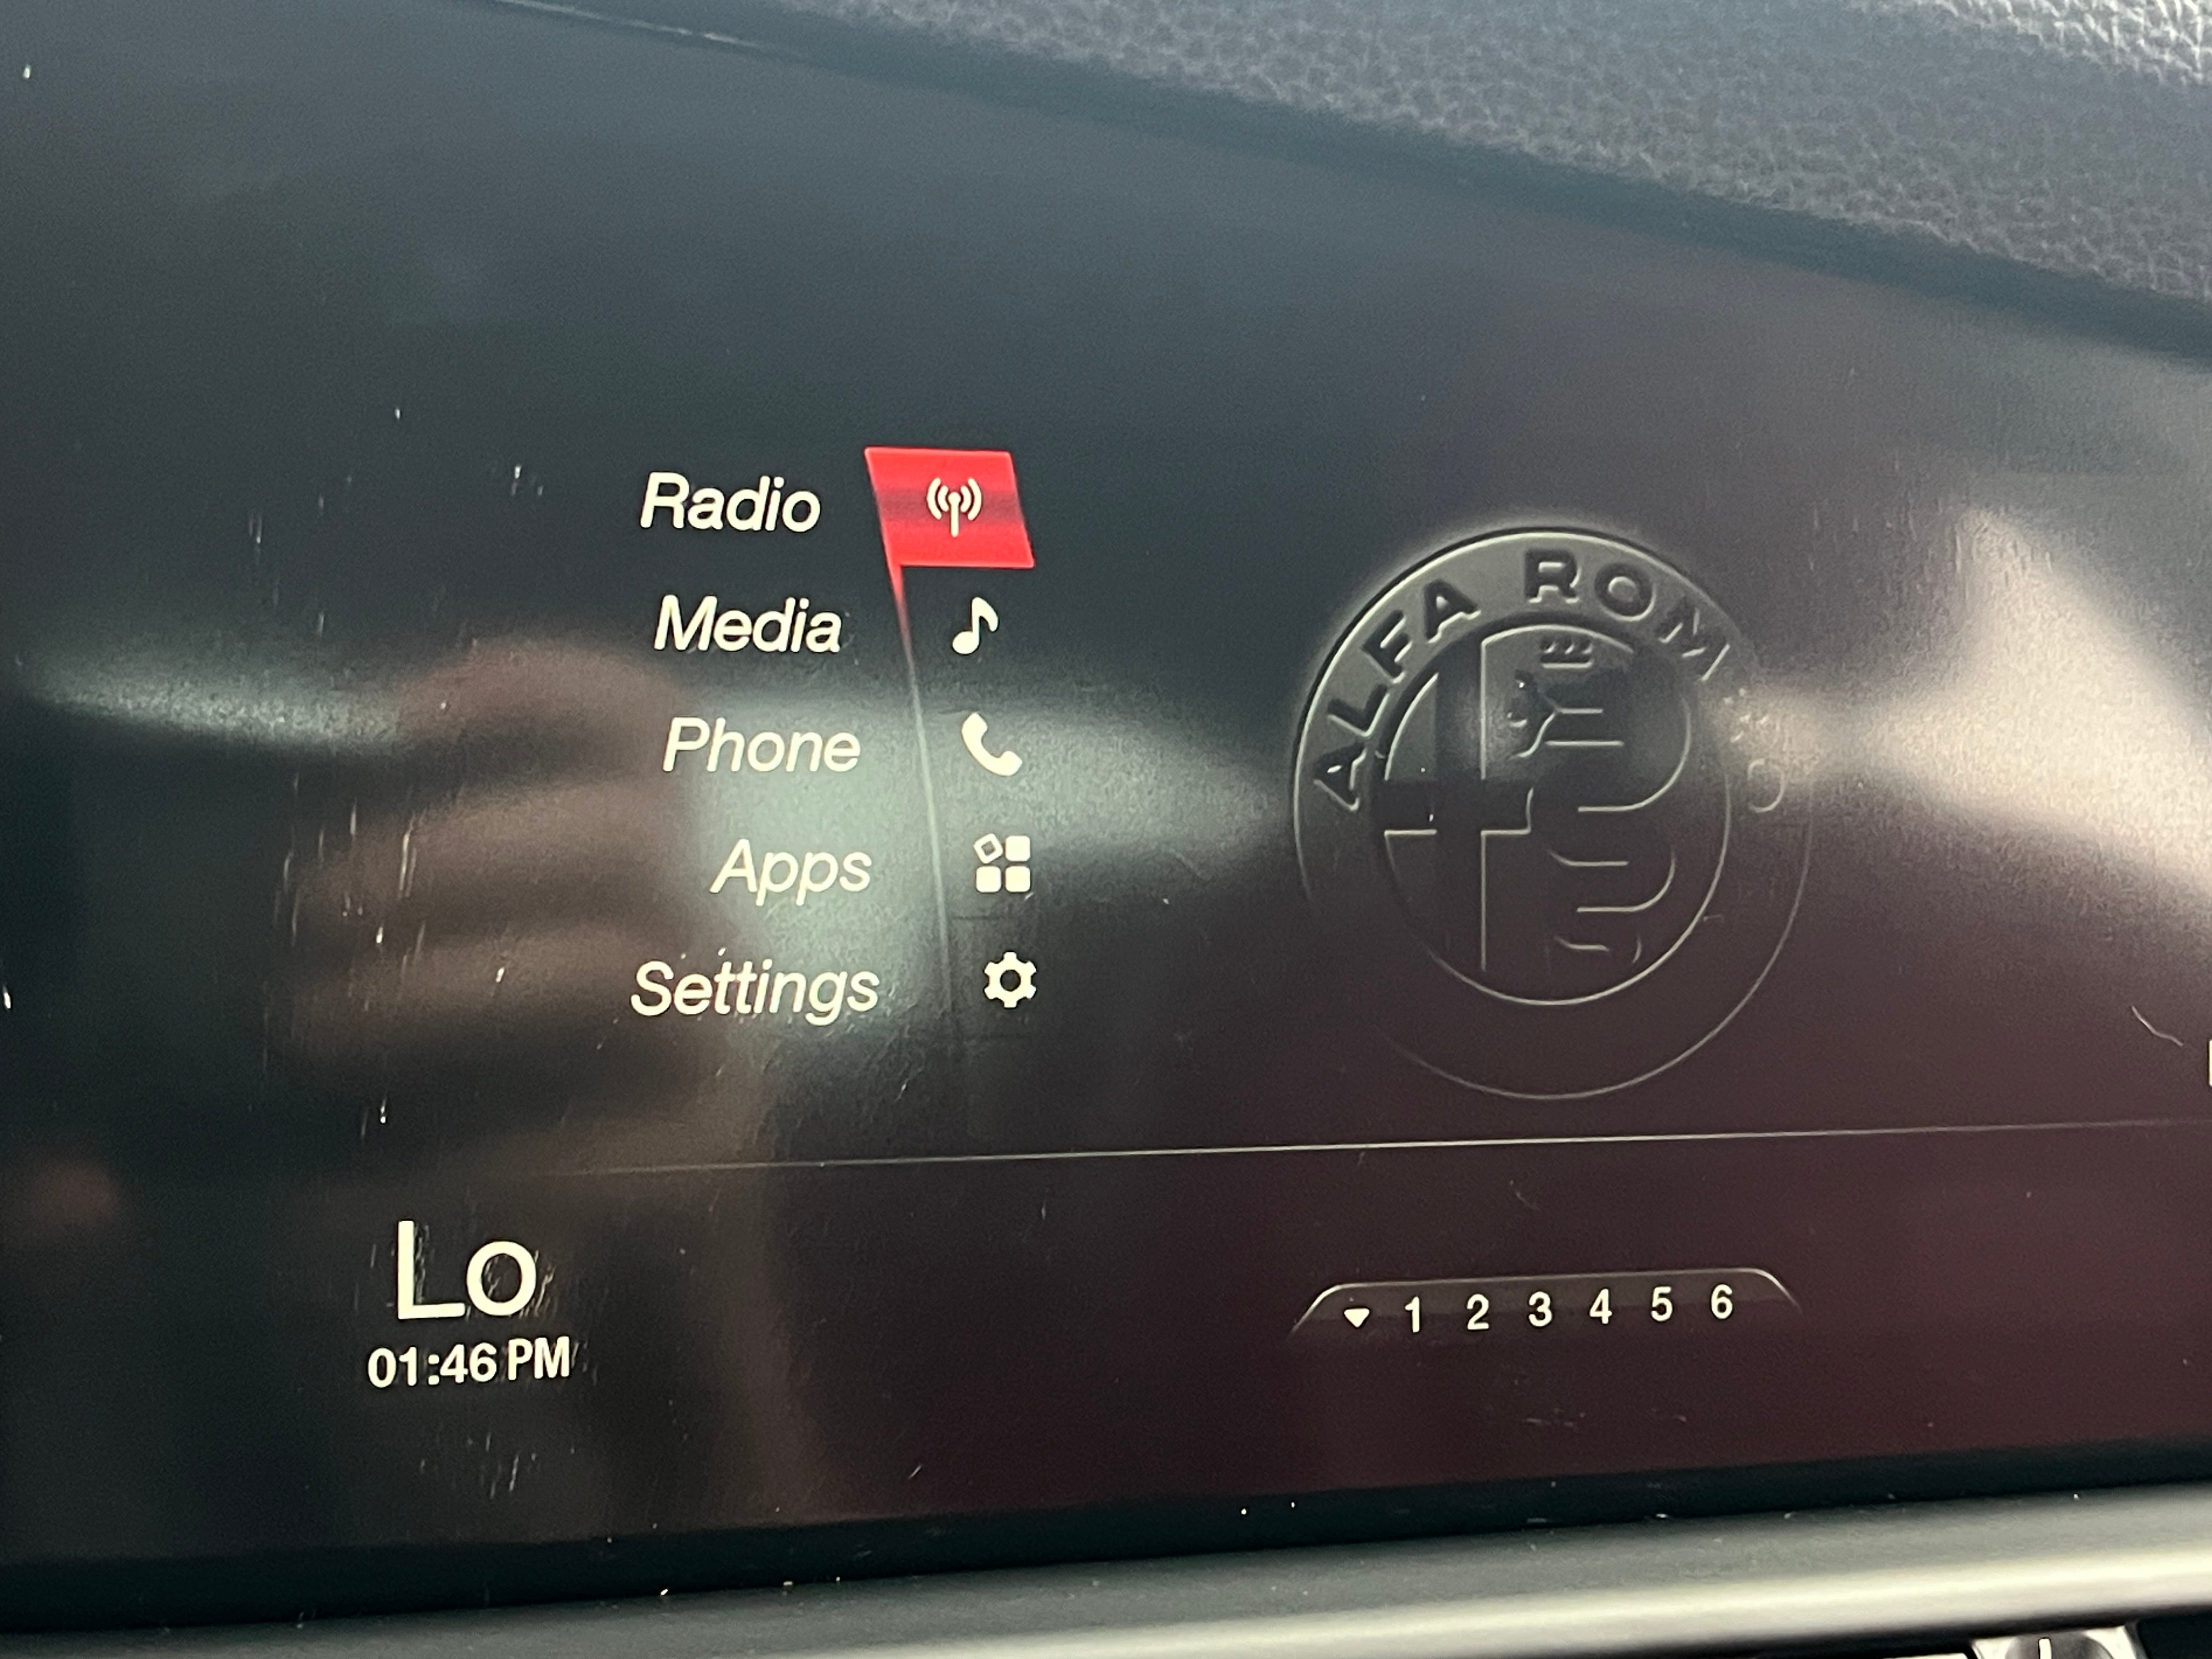 Radio
Media
Phone
Apps
Settings
ALFA ROM O
Lo
01:46 PM
1 2 3 4 5 6